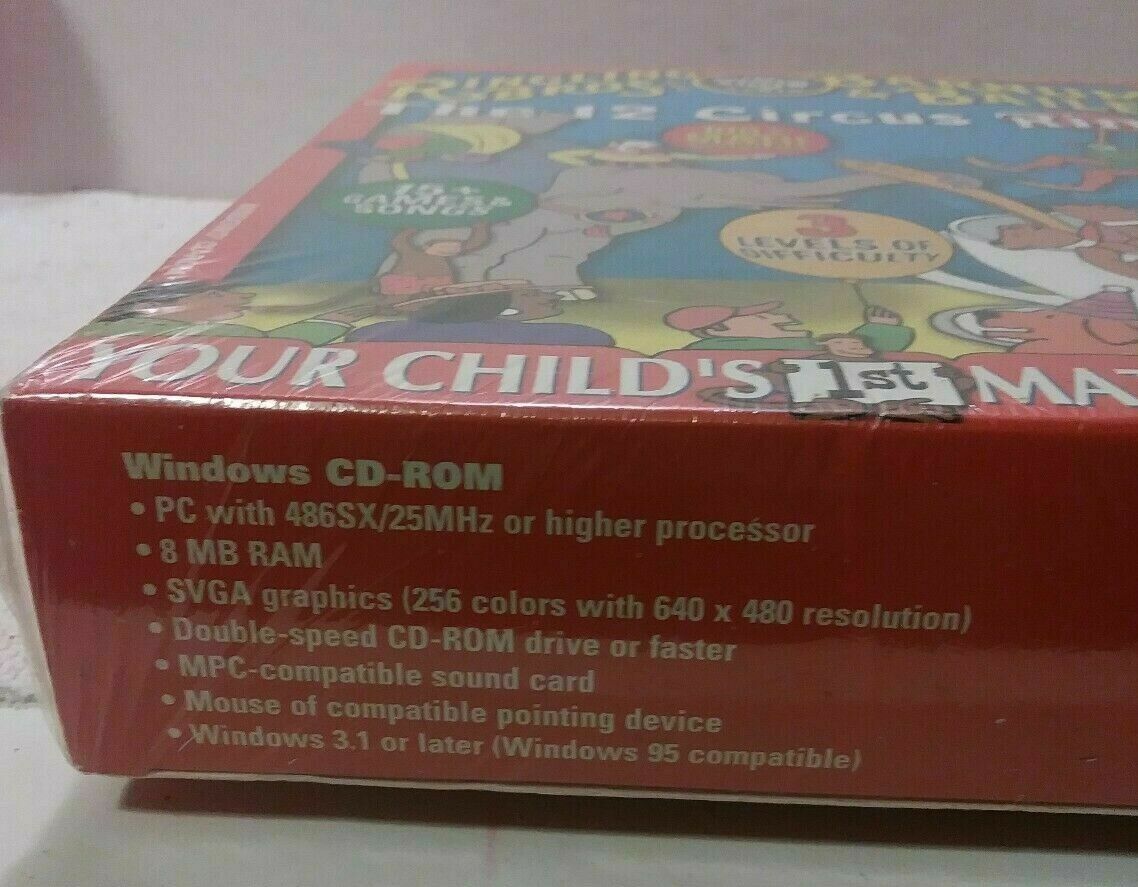 The 12 Circus
15+
GAMES &
SONGS
3
LEVELS OF
DIFFICULTY
YOUR CHILD'S 1st
Windows CD-ROM
• PC with 486SX/25MHz or higher processor
• 8 MB RAM
• SVGA graphics (256 colors with 640 x 480 resolution)
• Double-speed CD-ROM drive or faster
• MPC-compatible sound card
• Mouse of compatible pointing device
• Windows 3.1 or later (Windows 95 compatible)